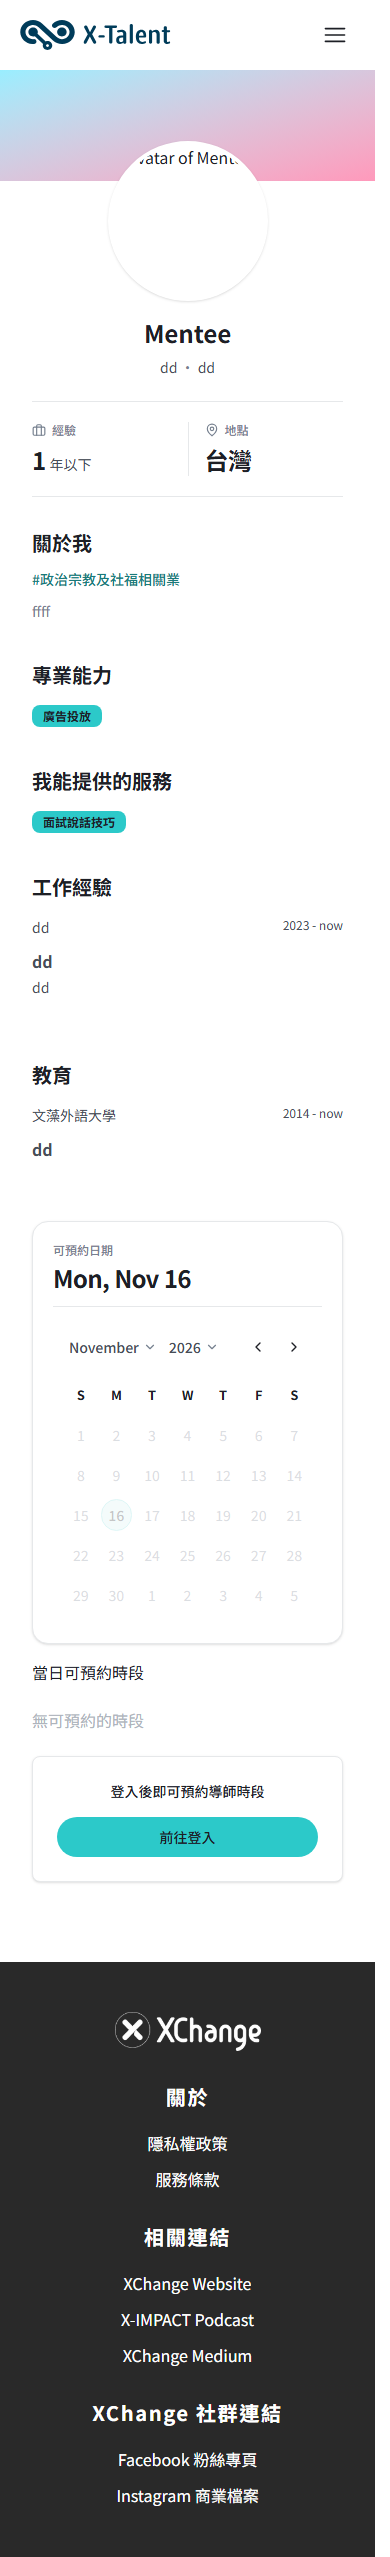 X-Talent
vatar of Ment
Mentee
dd • dd
經驗
1 年以下
地點
台灣
關於我
#政治宗教及社福相關業
ffff
專業能力
廣告投放
我能提供的服務
面試說話技巧
工作經驗
dd
2023 - now
dd
dd
教育
文藻外語大學
2014 - now
dd
可預約日期
Mon, Nov 16
November 2026
S M T W T F S
1 2 3 4 5 6 7
8 9 10 11 12 13 14
15 16 17 18 19 20 21
22 23 24 25 26 27 28
29 30 1 2 3 4 5
當日可預約時段
無可預約的時段
登入後即可預約導師時段
前往登入
XChange
關於
隱私權政策
服務條款
相關連結
XChange Website
X-IMPACT Podcast
XChange Medium
XChange 社群連結
Facebook 粉絲專頁
Instagram 商業檔案